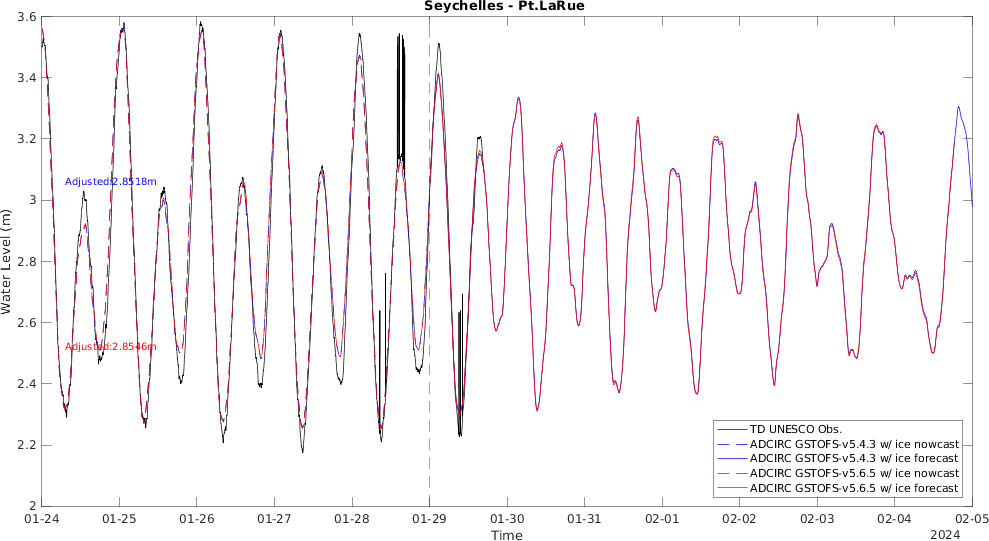 Seychelles - Pt.LaRue
3.6
3.4
3.2
3
2.8
2.6
2.4
2.2
2
Water Level (m)
Adjusted:2.8518m
Adjusted:2.8546m
TD UNESCO Obs.
ADCIRC GSTOFS-v5.4.3 w/ ice nowcast
ADCIRC GSTOFS-v5.4.3 w/ ice forecast
ADCIRC GSTOFS-v5.6.5 w/ ice nowcast
ADCIRC GSTOFS-v5.6.5 w/ ice forecast
01-24 01-25 01-26 01-27 01-28 01-29 01-30 01-31 02-01 02-02 02-03 02-04 02-05
Time
2024